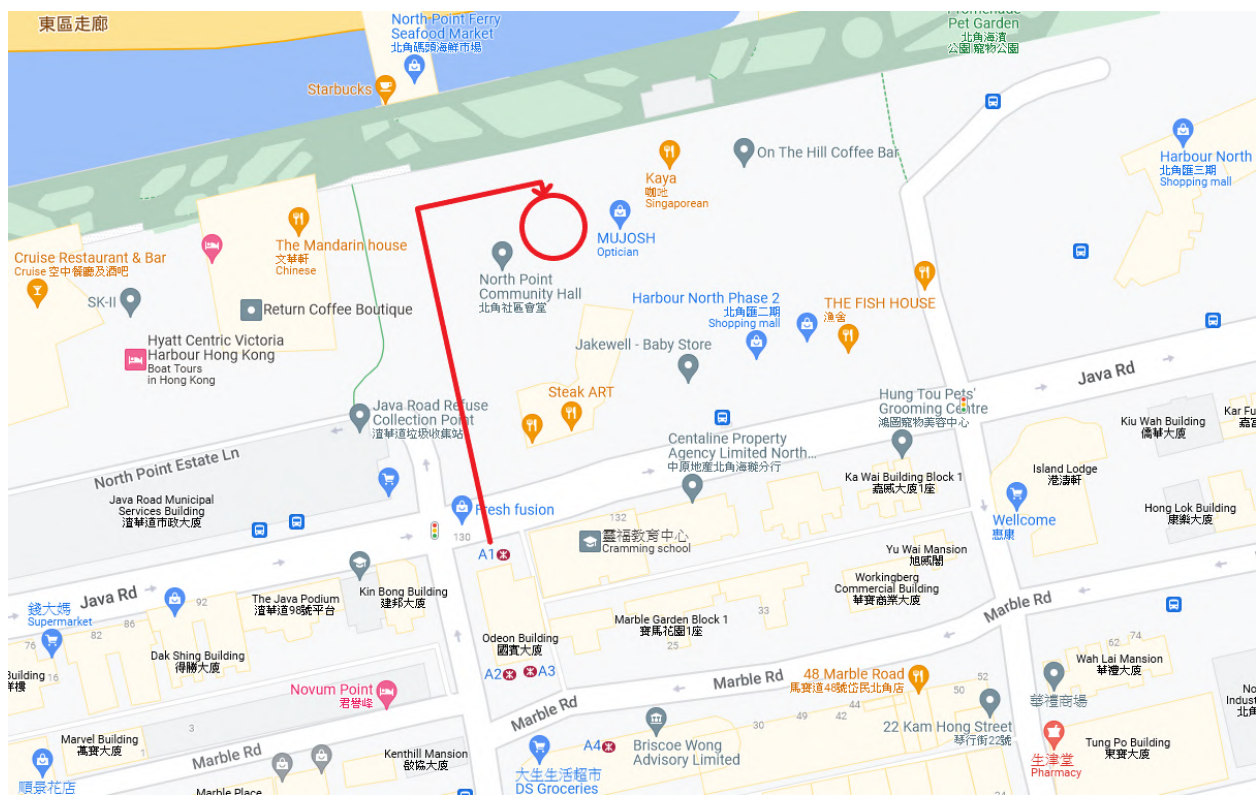 東區走廊
North Point Ferry
Seafood Market
北角碼頭海鮮市場
Starbucks
Pet Garden
北角海濱
公園寵物公園
On The Hill Coffee Bar
Kaya
咖吔
Singaporean
Harbour North
北角匯三期
Shopping mall
MUJOSH
Optician
The Mandarin house
文華軒
Chinese
Cruise Restaurant & Bar
Cruise 空中餐廳及酒吧
SK-II
Return Coffee Boutique
North Point
Community Hall
北角社區會堂
Harbour North Phase 2
北角匯二期
Shopping mall
THE FISH HOUSE
漁舍
Hyatt Centric Victoria
Harbour Hong Kong
Boat Tours
in Hong Kong
Jakewell - Baby Store
Java Rd
Steak ART
Java Road Refuse
Collection Point
渣華道垃圾收集站
Hung Tou Pets'
Grooming Centre
鴻圖寵物美容中心
Kiu Wah Building
僑華大廈
Kar Fu
嘉富
Centaline Property
Agency Limited North...
中原地產北角海璇分行
North Point Estate Ln
Ka Wai Building Block 1
嘉威大廈1座
Island Lodge
港濤軒
Java Road Municipal
Services Building
渣華道市政大廈
Fresh fusion
132
130
靈福教育中心
Cramming school
Wellcome
惠康
Hong Lok Building
康樂大廈
A1
Yu Wai Mansion
旭威閣
Workingberg
Commercial Building
華寶商業大廈
Java Rd
Kin Bong Building
建邦大廈
The Java Podium
渣華道98號平台
92
86
82
76
錢大媽
Supermarket
Marble Rd
33
Marble Garden Block 1
寶馬花園1座
25
Odeon Building
國賓大廈
Dak Shing Building
得勝大廈
Building
16
62
74
Wah Lai Mansion
華禮大廈
A2
A3
Marble Rd
48 Marble Road
馬寶道48號岱民北角店
52
50
華禮商場
Novum Point
君譽峰
Marble Rd
3
44
42
49
30
22 Kam Hong Street
琴行街22號
Marvel Building
萬寶大廈
1
Marble Rd
Kenthill Mansion
啟協大廈
A4
Briscoe Wong
Advisory Limited
Tung Po Building
東寶大廈
生津堂
Pharmacy
大生生活超市
DS Groceries
順景花店
Marble Place
24